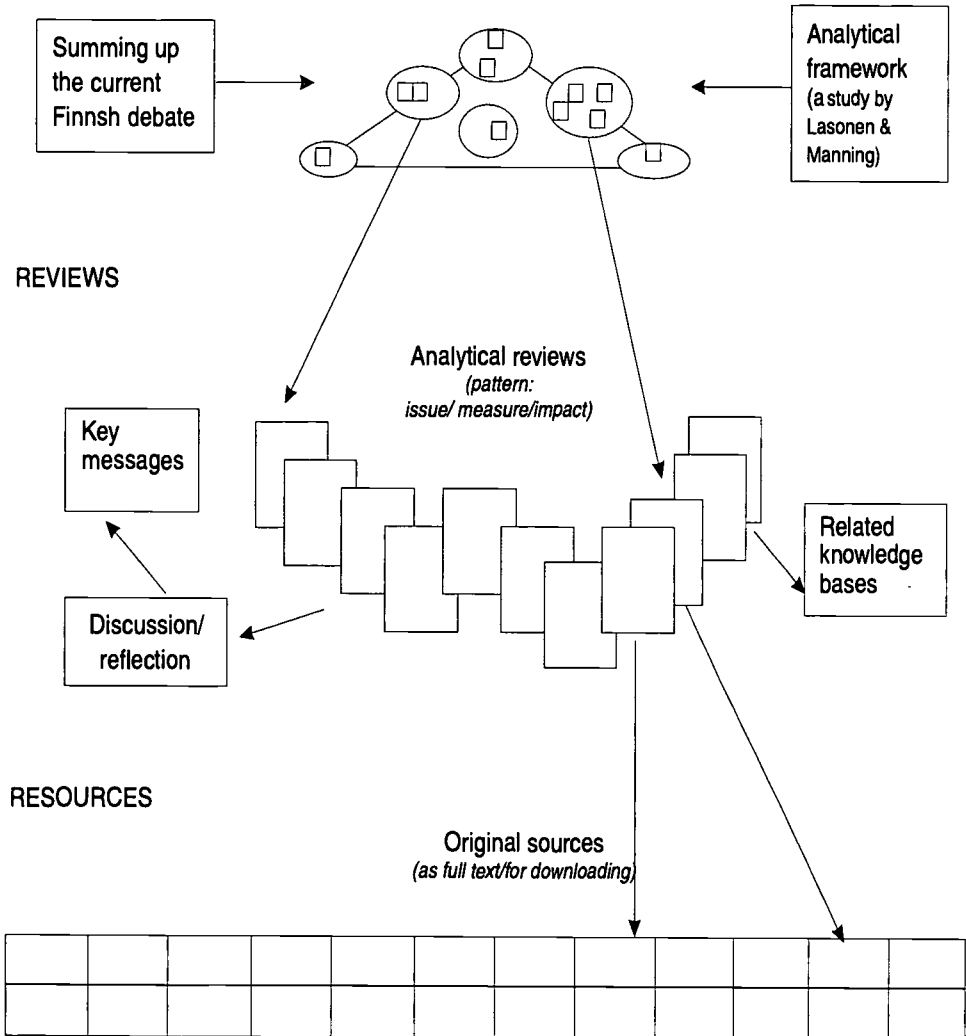 Summing up
the current
Finnsh debate
Analytical
framework
(a study by
Lasonen &
Manning)
REVIEWS
Analytical reviews
(pattern:
issue/ measure/impact)
Key
messages
Related
knowledge
bases
Discussion/
reflection
RESOURCES
Original sources
(as full text/for downloading)